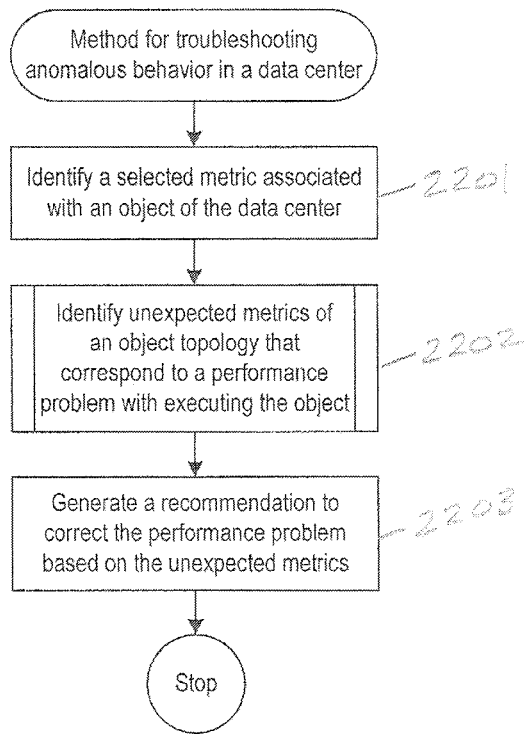 Method for troubleshooting
anomalous behavior in a data center
Identify a selected metric associated
with an object of the data center
2201
Identify unexpected metrics of
an object topology that
correspond to a performance
problem with executing the object
2202
Generate a recommendation to
correct the performance problem
based on the unexpected metrics
2203
Stop